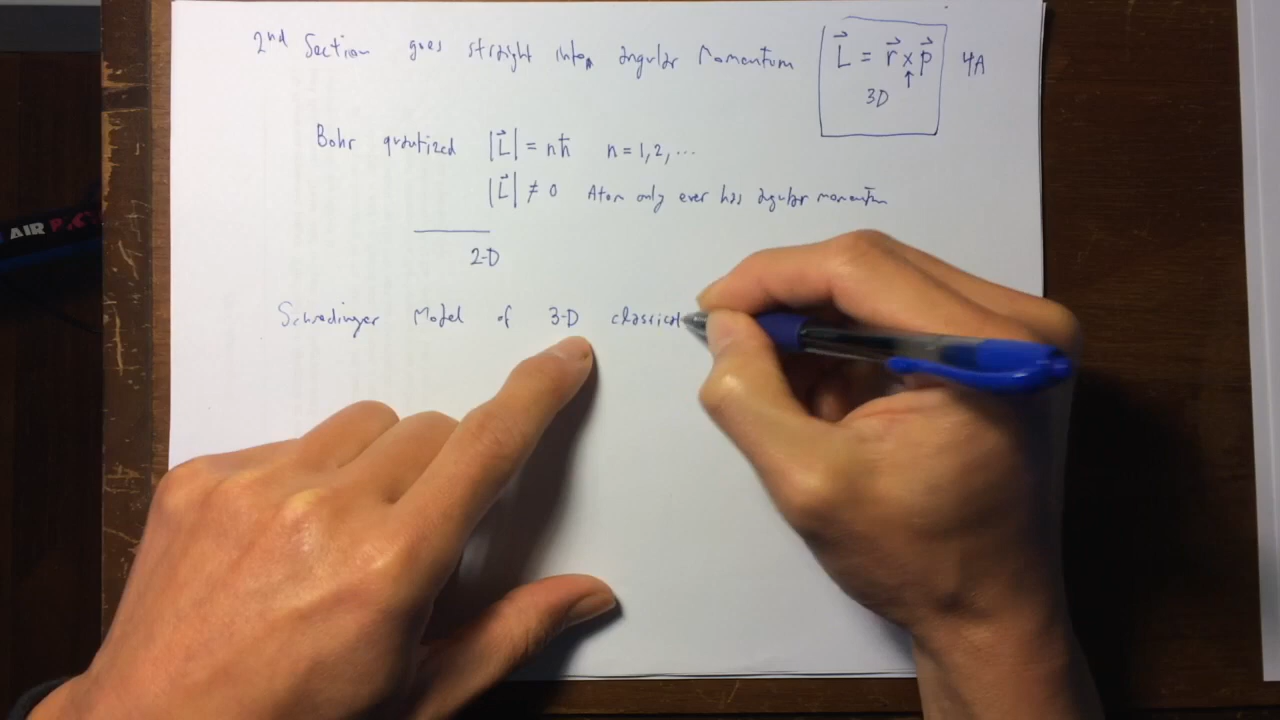 2nd Section goes straight into angular Momentum |L⃗ = r⃗ x p⃗ 4A
↑
3D
Bohr quantized |L⃗| = nħ n = 1, 2, ...
|L⃗| ≠ 0 Atom only ever has angular momentum
2-D
Schrodinger Model of 3-D classical
AIR